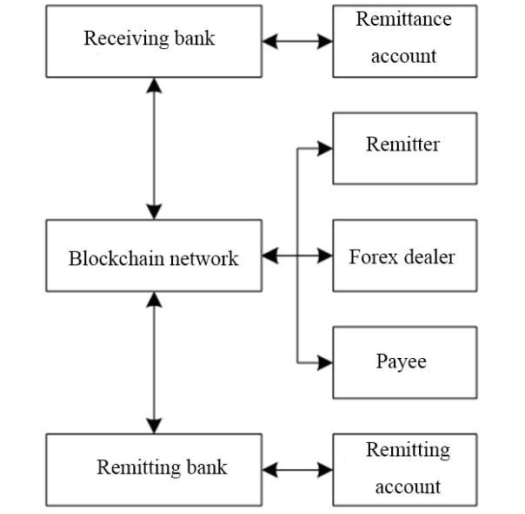 Receiving bank
Remittance
account
Remitter
Blockchain network
Forex dealer
Payee
Remitting bank
Remitting
account